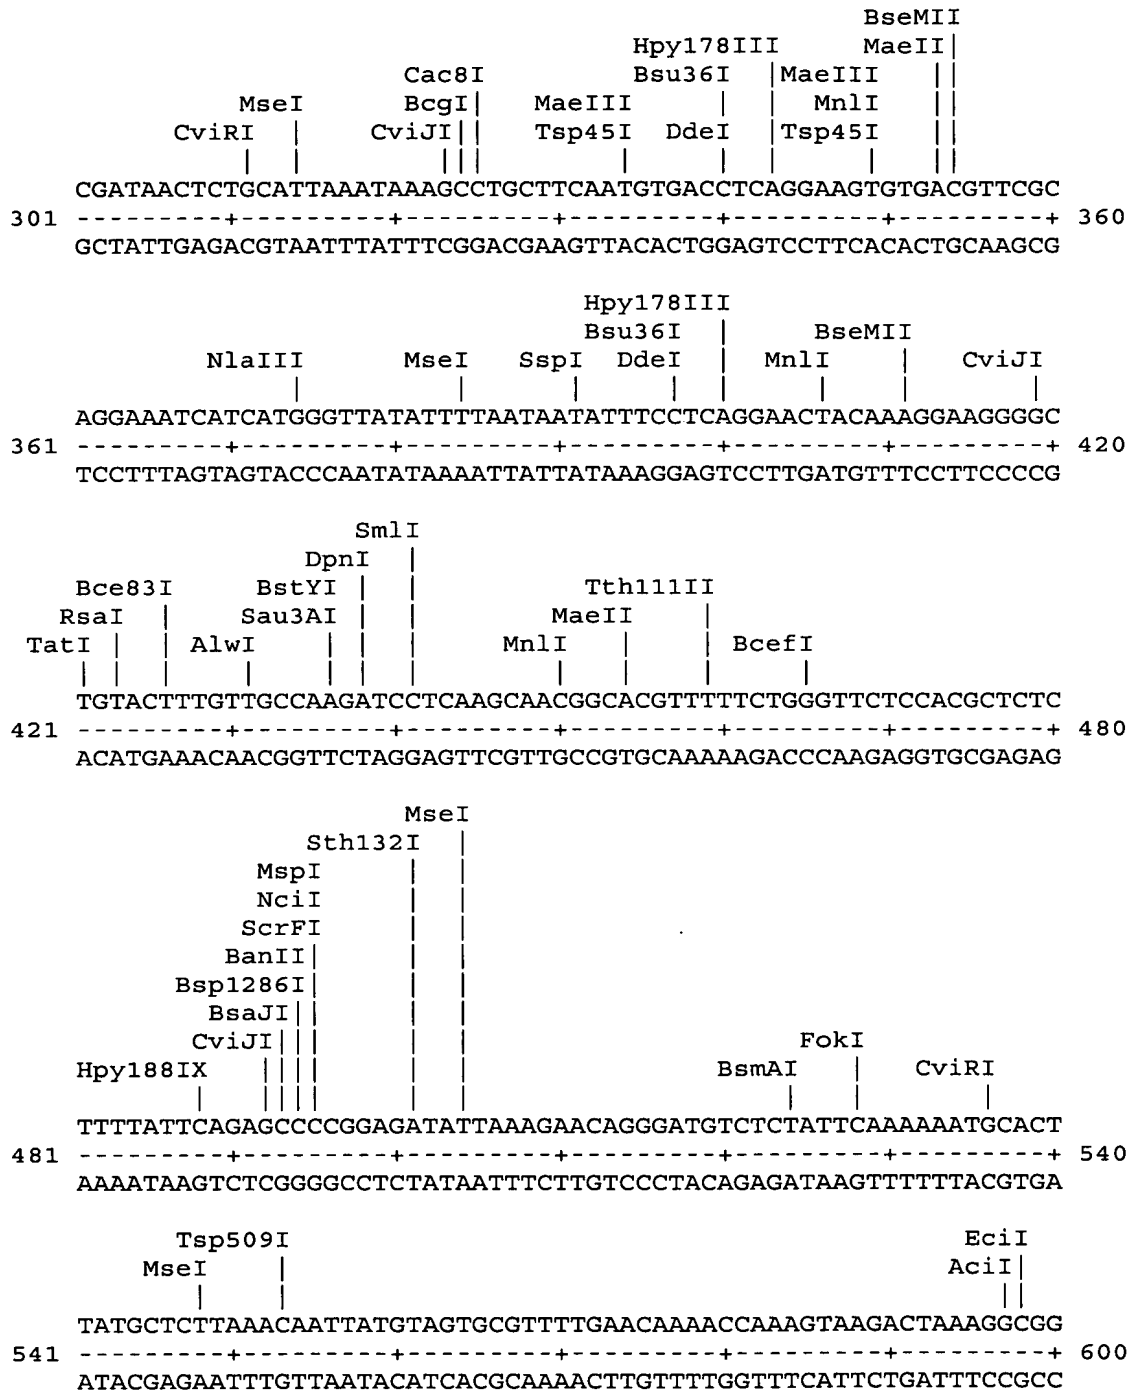 BseMII
Hpy178III MaeII
Cac8I Bsu36I MaeIII
MseI BcgI MaeIII MnlI
CviRI CviJI Tsp45I DdeI Tsp45I
CGATAACTCTGCATTAAATAAAGCCTGCTTCAATGTGACCTCAGGAAGTGTGACGTTCGC
301 ---------+---------+---------+---------+---------+---------+ 360
GCTATTGAGACGTAATTTATTTCGGACGAAGTTACACTGGAGTCCTTCACACTGCAAGCG
Hpy178III
Bsu36I BseMII
NlaIII MseI SspI DdeI MnlI CviJI
AGGAAATCATCATGGGTTATATTTTAATAATATTTCCTCAGGAACTACAAAGGAAGGGGC
361 ---------+---------+---------+---------+---------+---------+ 420
TCCTTTAGTAGTACCCAATATAAAATTATTATAAAGGAGTCCTTGATGTTTCCTTCCCCG
SmlI
DpnI
Bce83I BstYI Tth111II
RsaI Sau3AI MaeII
TatI AlwI MnlI BcefI
TGTACTTTGTTGCCAAGATCCTCAAGCAACGGCACGTTTTTCTGGGTTCTCCACGCTCTC
421 ---------+---------+---------+---------+---------+---------+ 480
ACATGAAACAACGGTTCTAGGAGTTCGTTGCCGTGCAAAAAGACCCAAGAGGTGCGAGAG
MseI
Sth132I
MspI
NciI
ScrFI
BanII
Bsp1286I
BsaJI
CviJI FokI
Hpy188IX BsmAI CviRI
TTTTATTCAGAGCCCCCGGAGATATTAAAGAACAGGGATGTCTCTATTCAAAAAATGCACT
481 ---------+---------+---------+---------+---------+---------+ 540
AAAATAAGTCTCGGGGCCTCTATAATTTCTTGTCCCTACAGAGATAAGTTTTTTACGTGA
Tsp509I EciI
MseI AciI
TATGCTCTTAAACAATTATGTAGTGCGTTTTGAACAAAACCAAAGTAAGACTAAAGGCGG
541 ---------+---------+---------+---------+---------+---------+ 600
ATACGAGAATTTGTTAATACATCACGCAAAACTTGTTTTGGTTTCATTCTGATTTCCGCC